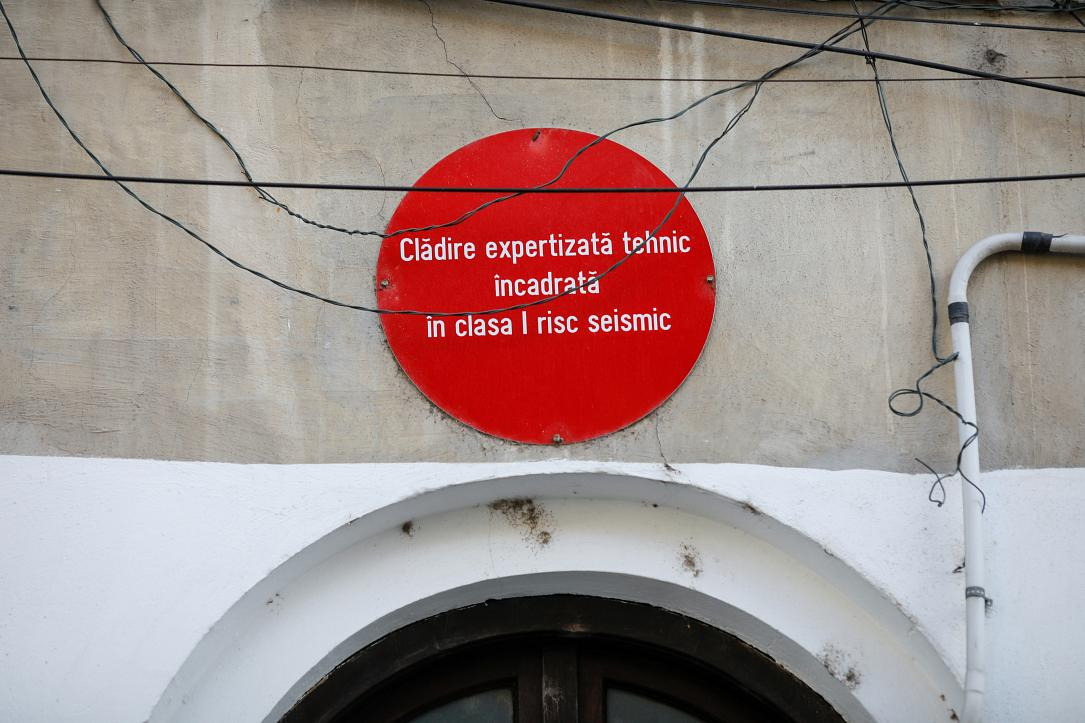 Clădire expertizată tehnic
încadrată
în clasa I risc seismic